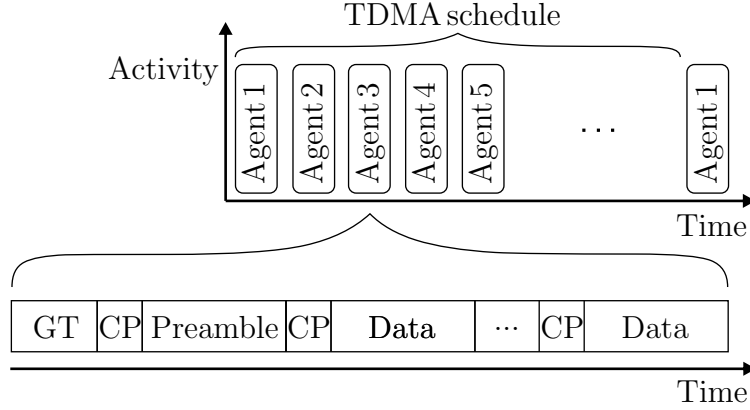 TDMA schedule
Activity
Agent 1
Agent 2
Agent 3
Agent 4
Agent 5
...
Agent 1
Time
GT CP Preamble CP Data ... CP Data
Time